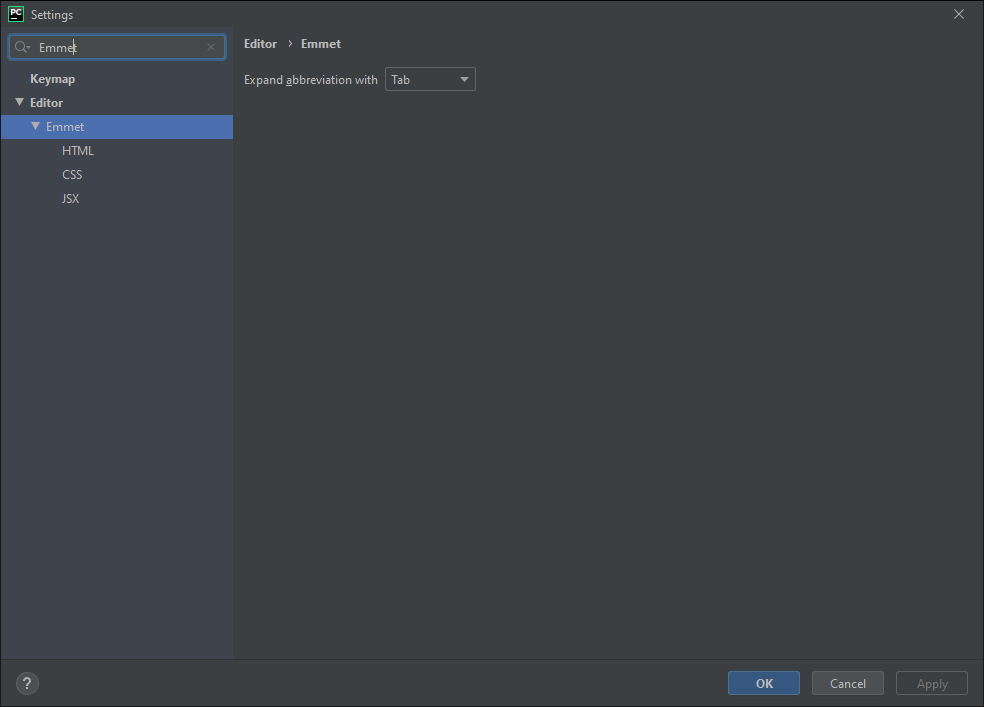 PC Settings
Emmet
Editor › Emmet
Keymap
Expand abbreviation with Tab
Editor
Emmet
HTML
CSS
JSX
? OK Cancel Apply